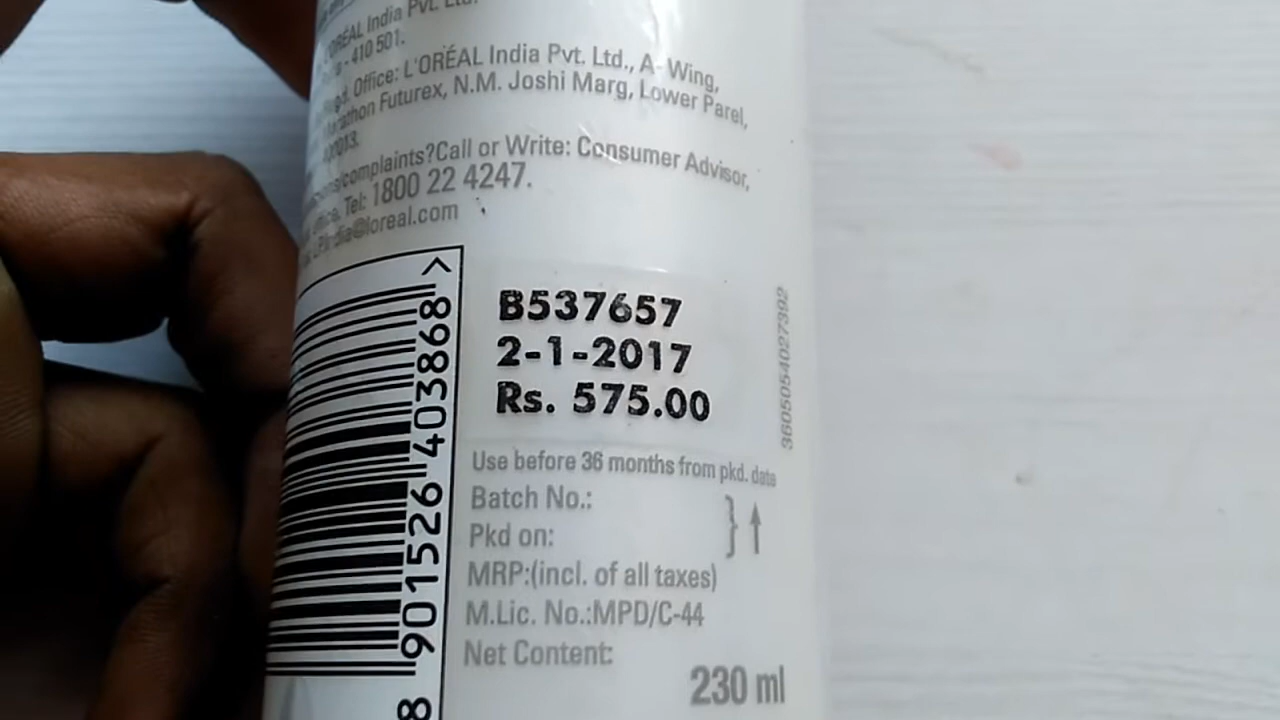 L'ORÉAL India Pvt. Ltd.
- 410 501.
Regd. Office: L'ORÉAL India Pvt. Ltd., A- Wing,
Marathon Futurex, N.M. Joshi Marg, Lower Parel,
Call or Write: Consumer Advisor,
office. Tel: 1800 22 4247.
B537657
2-1-2017
Rs. 575.00
3605054027392
Use before 36 months from pkd. date
Batch No.:
Pkd on:
} ↑
MRP:(incl. of all taxes)
M.Lic. No.:MPD/C-44
Net Content:
230 ml
8 901526 403868 >